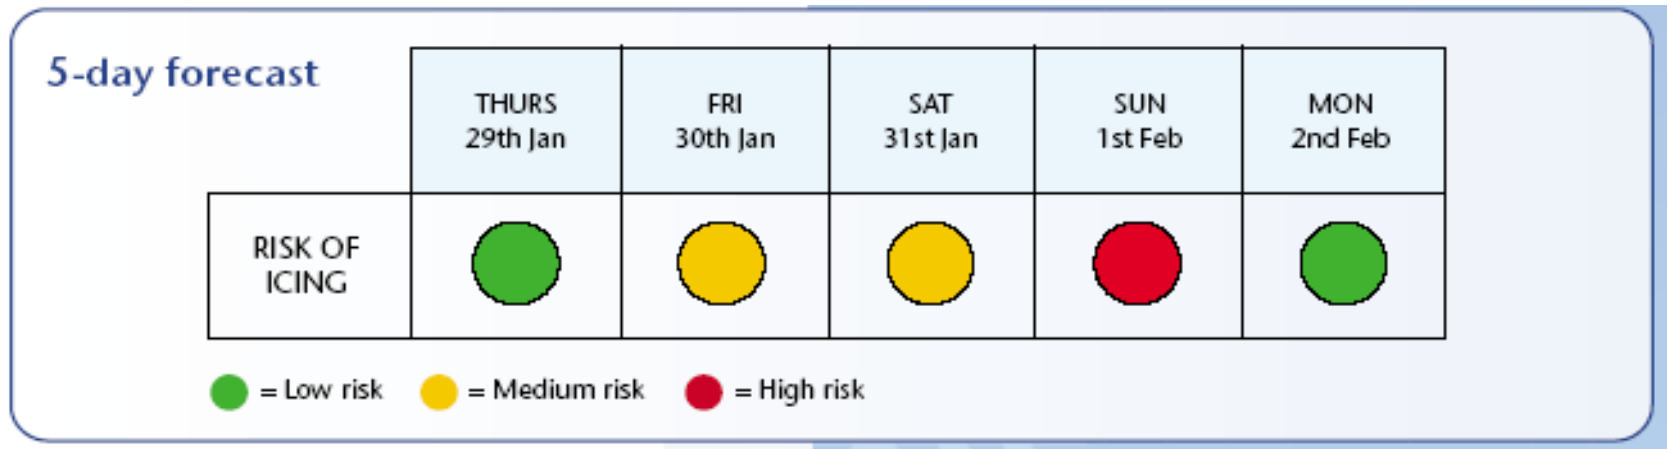 5-day forecast
THURS
29th Jan
FRI
30th Jan
SAT
31st Jan
SUN
1st Feb
MON
2nd Feb
RISK OF
ICING
= Low risk
= Medium risk
= High risk